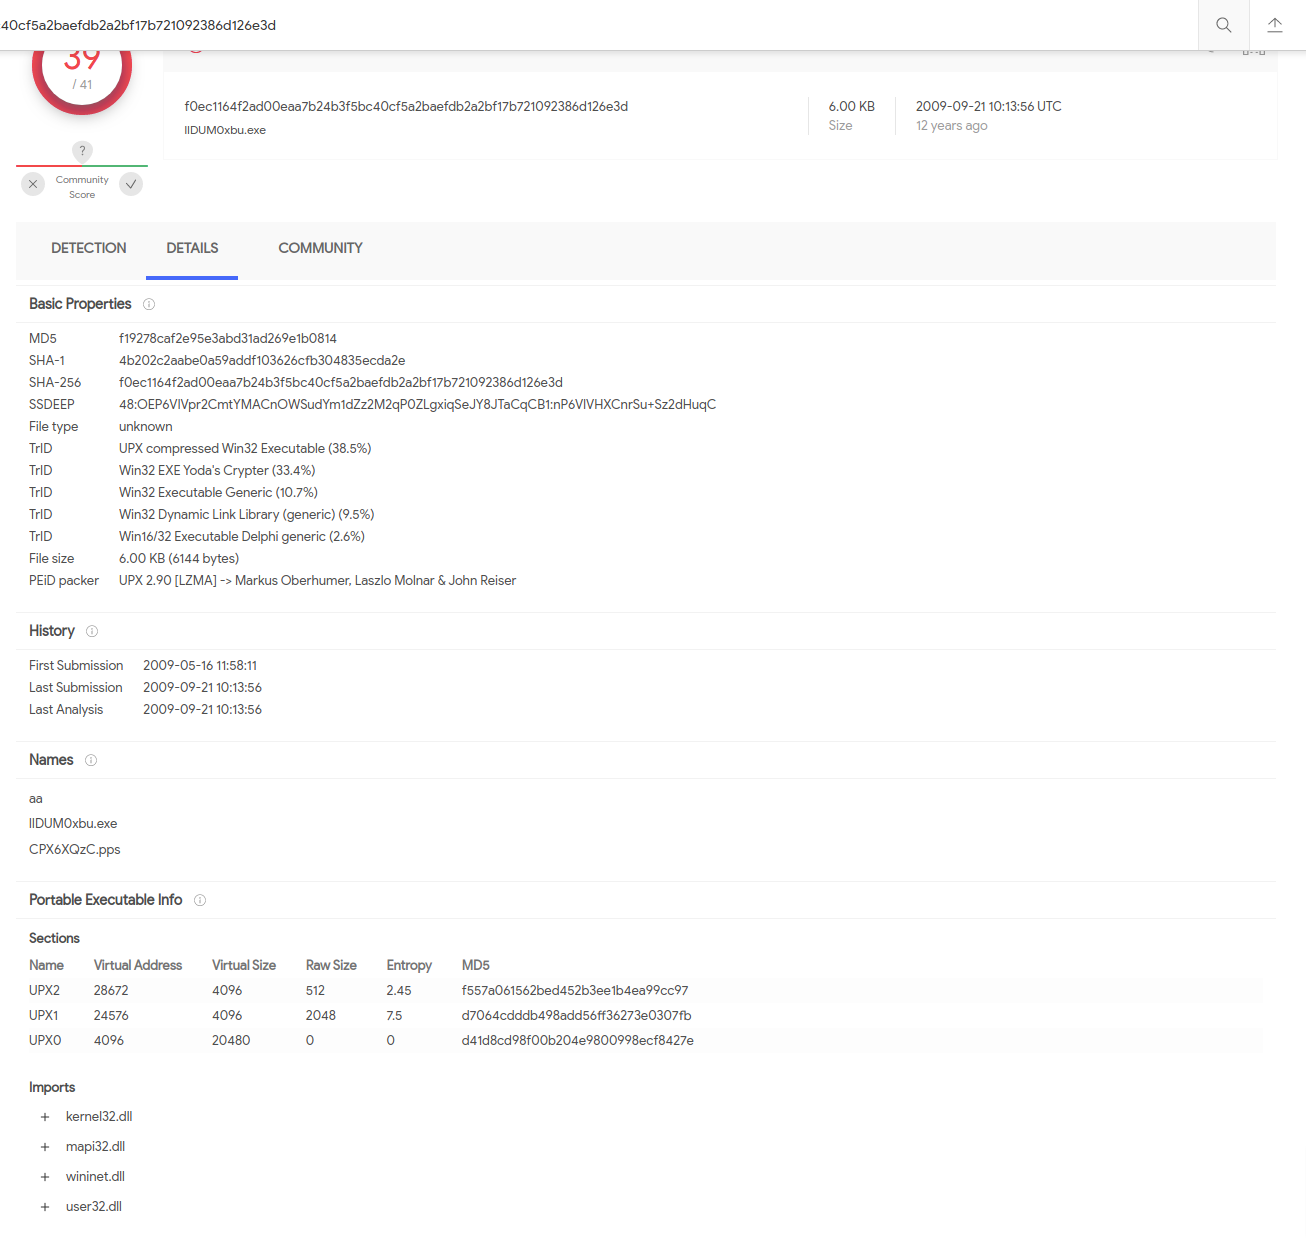 40cf5a2baefdb2a2bf17b721092386d126e3d
39
/ 41
?
Community
Score
f0ec1164f2ad00eaa7b24b3f5bc40cf5a2baefdb2a2bf17b721092386d126e3d
IIDUM0xbu.exe
6.00 KB
Size
2009-09-21 10:13:56 UTC
12 years ago
DETECTION DETAILS COMMUNITY
Basic Properties
MD5 f19278caf2e95e3abd31ad269e1b0814
SHA-1 4b202c2aabe0a59addf103626cfb304835ecda2e
SHA-256 f0ec1164f2ad00eaa7b24b3f5bc40cf5a2baefdb2a2bf17b721092386d126e3d
SSDEEP 48:OEP6VIVpr2CmtYMACnOWSudYm1dZz2M2qP0ZLgxiqSeJY8JTaCqCB1:nP6VIVHXCnrSu+Sz2dHuqC
File type unknown
TrID UPX compressed Win32 Executable (38.5%)
TrID Win32 EXE Yoda's Crypter (33.4%)
TrID Win32 Executable Generic (10.7%)
TrID Win32 Dynamic Link Library (generic) (9.5%)
TrID Win16/32 Executable Delphi generic (2.6%)
File size 6.00 KB (6144 bytes)
PEiD packer UPX 2.90 [LZMA] -> Markus Oberhumer, Laszlo Molnar & John Reiser
History
First Submission 2009-05-16 11:58:11
Last Submission 2009-09-21 10:13:56
Last Analysis 2009-09-21 10:13:56
Names
aa
IIDUM0xbu.exe
CPX6XQzC.pps
Portable Executable Info
Sections
Name Virtual Address Virtual Size Raw Size Entropy MD5
UPX2 28672 4096 512 2.45 f557a061562bed452b3ee1b4ea99cc97
UPX1 24576 4096 2048 7.5 d7064cdddb498add56ff36273e0307fb
UPX0 4096 20480 0 0 d41d8cd98f00b204e9800998ecf8427e
Imports
+ kernel32.dll
+ mapi32.dll
+ wininet.dll
+ user32.dll